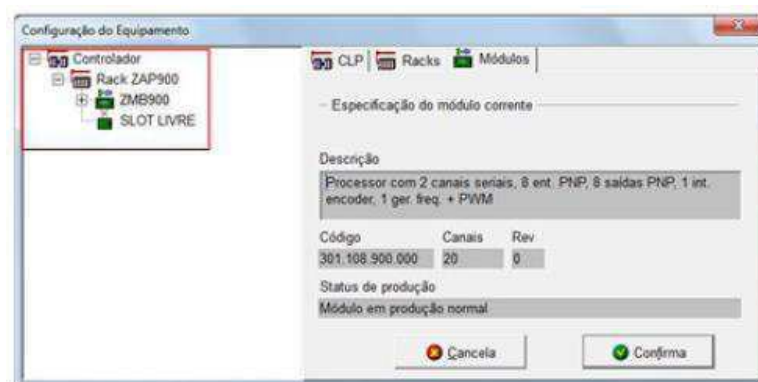 Configuração do Equipamento
Controlador
Rack ZAP900
ZMB900
SLOT LIVRE
CLP
Racks
Módulos
Especificação do módulo corrente
Descrição
Processor com 2 canais seriais, 8 ent. PNP, 8 saídas PNP, 1 int.
encoder, 1 ger. freq. + PWM
Código Canais Rev
301.108.900.000 20 0
Status de produção
Módulo em produção normal
Cancela
Confirma